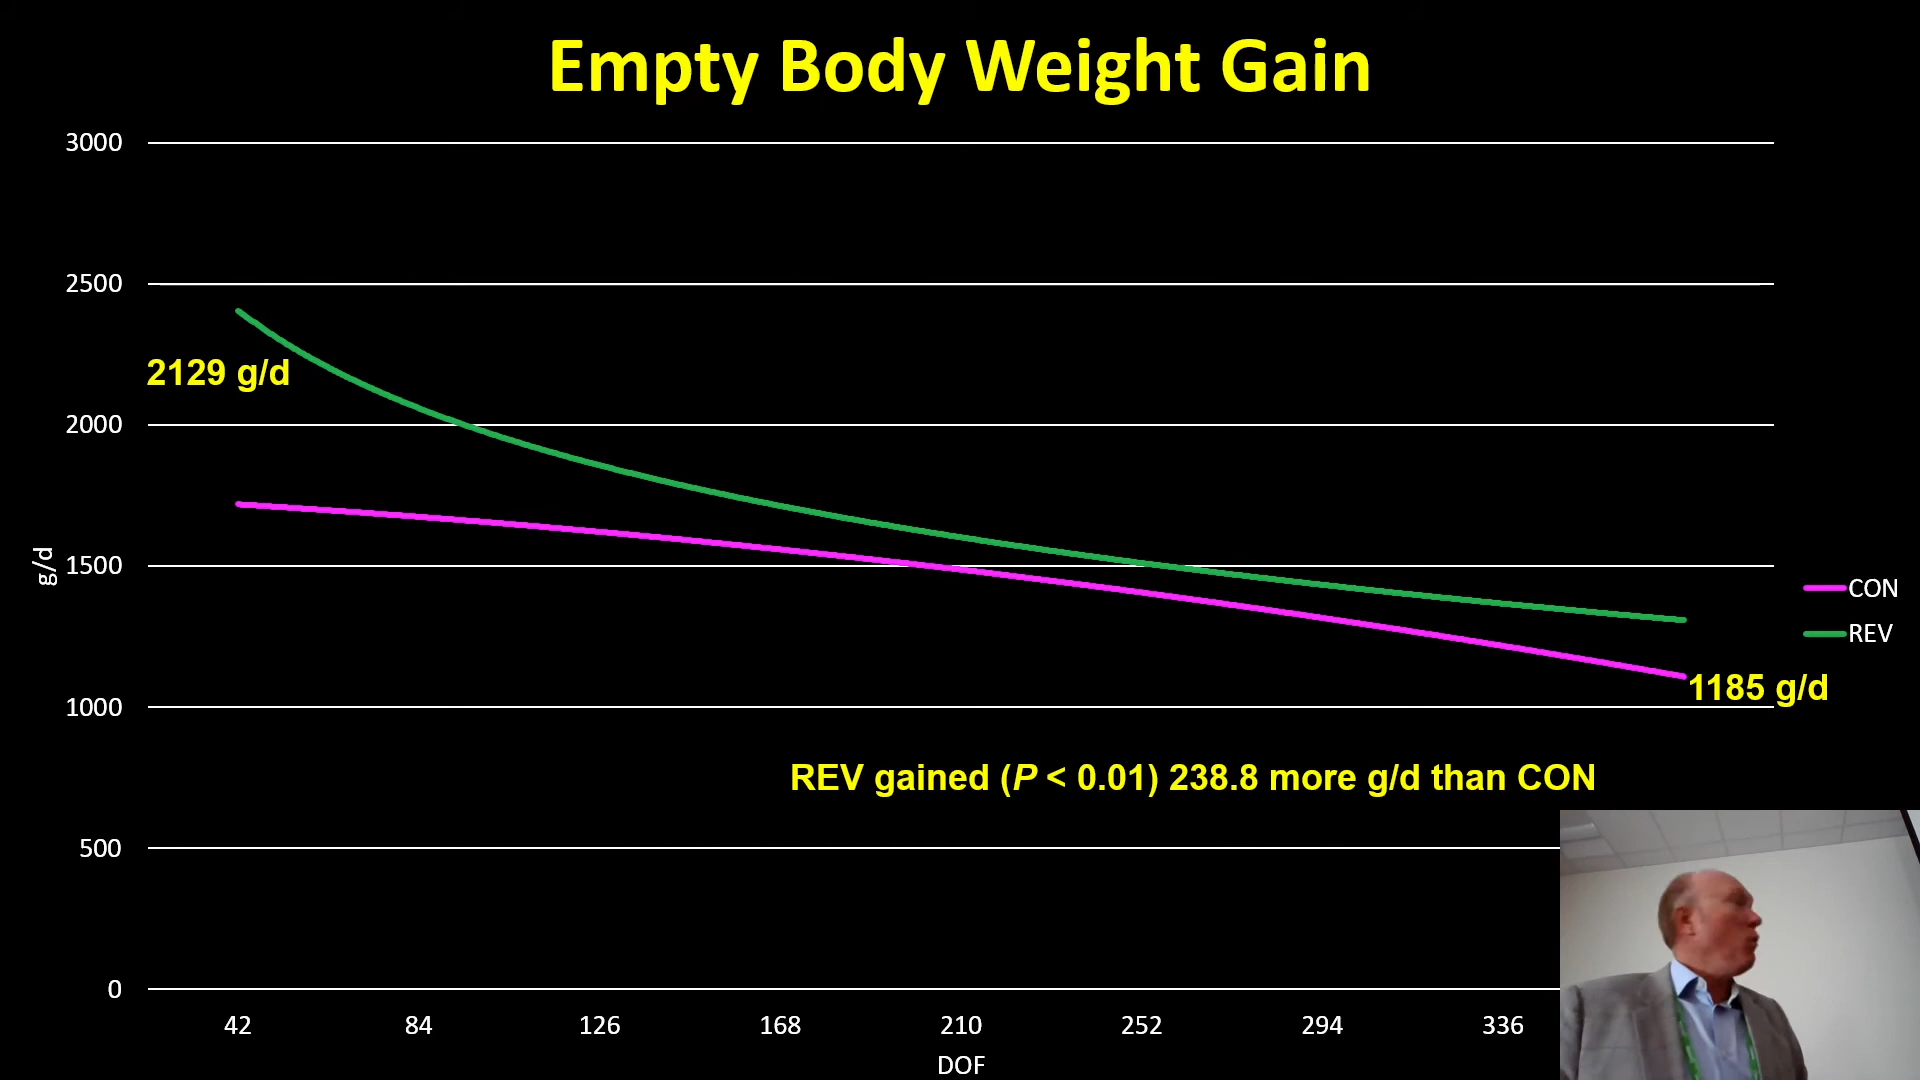 Empty Body Weight Gain
3000
2500
2129 g/d
2000
g/d
1500
CON
REV
1185 g/d
1000
REV gained (P < 0.01) 238.8 more g/d than CON
500
0
42 84 126 168 210 252 294 336
DOF